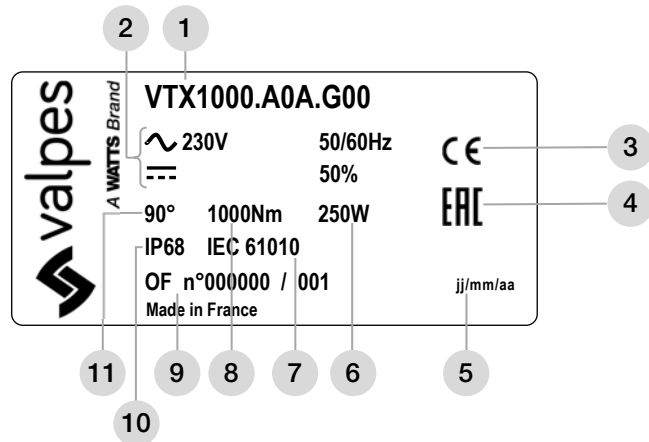 2 1
valpes
A WATTS Brand
VTX1000.A0A.G00
230V 50/60Hz
50%
CE 3
EAC 4
90° 1000Nm 250W
IP68 IEC 61010
OF n°000000 / 001 jj/mm/aa
Made in France
11 9 8 7 6 5
10